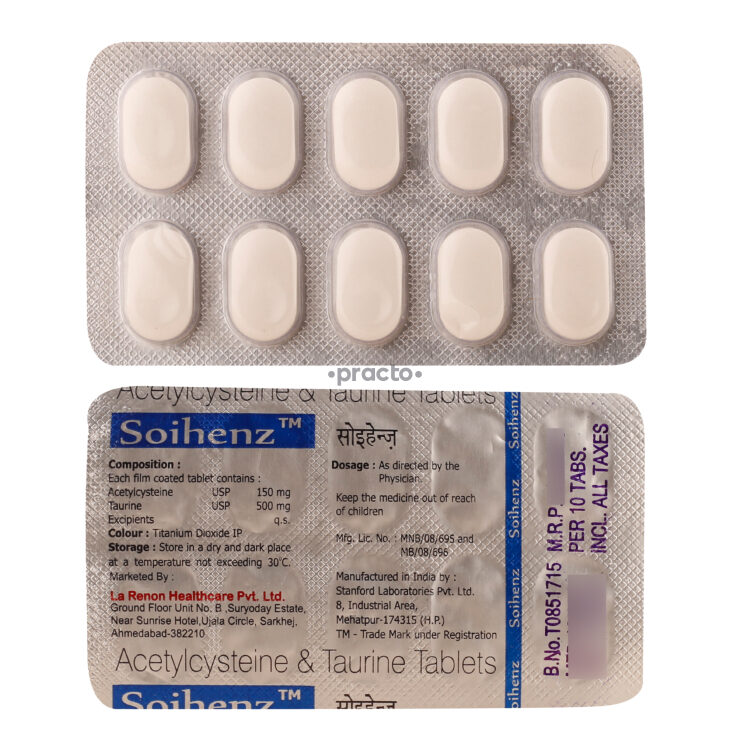 •practo•
Acetylcysteine & Taurine Tablets
Soihenz™
सोइहेन्ज़
Composition :
Each film coated tablet contains :
Acetylcysteine USP 150 mg
Taurine USP 500 mg
Excipients q.s.
Colour : Titanium Dioxide IP
Storage : Store in a dry and dark place
at a temperature not exceeding 30°C.
Marketed By :
La Renon Healthcare Pvt. Ltd.
Ground Floor Unit No. B ,Suryoday Estate,
Near Sunrise Hotel,Ujala Circle, Sarkhej,
Ahmedabad-382210
Dosage : As directed by the
Physician.
Keep the medicine out of reach
of children
Mfg. Lic. No. : MNB/08/695 and
MB/08/696
Manufactured in India by :
Stanford Laboratories Pvt. Ltd.
8, Industrial Area,
Mehatpur-174315 (H.P.)
TM - Trade Mark under Registration
Soihenz
Soihenz
Soihenz
Soihenz
B.No.T0851715 M.R.P.
PER 10 TABS.
INCL. ALL TAXES
Acetylcysteine & Taurine Tablets
Soihenz™
सोइहेन्ज़